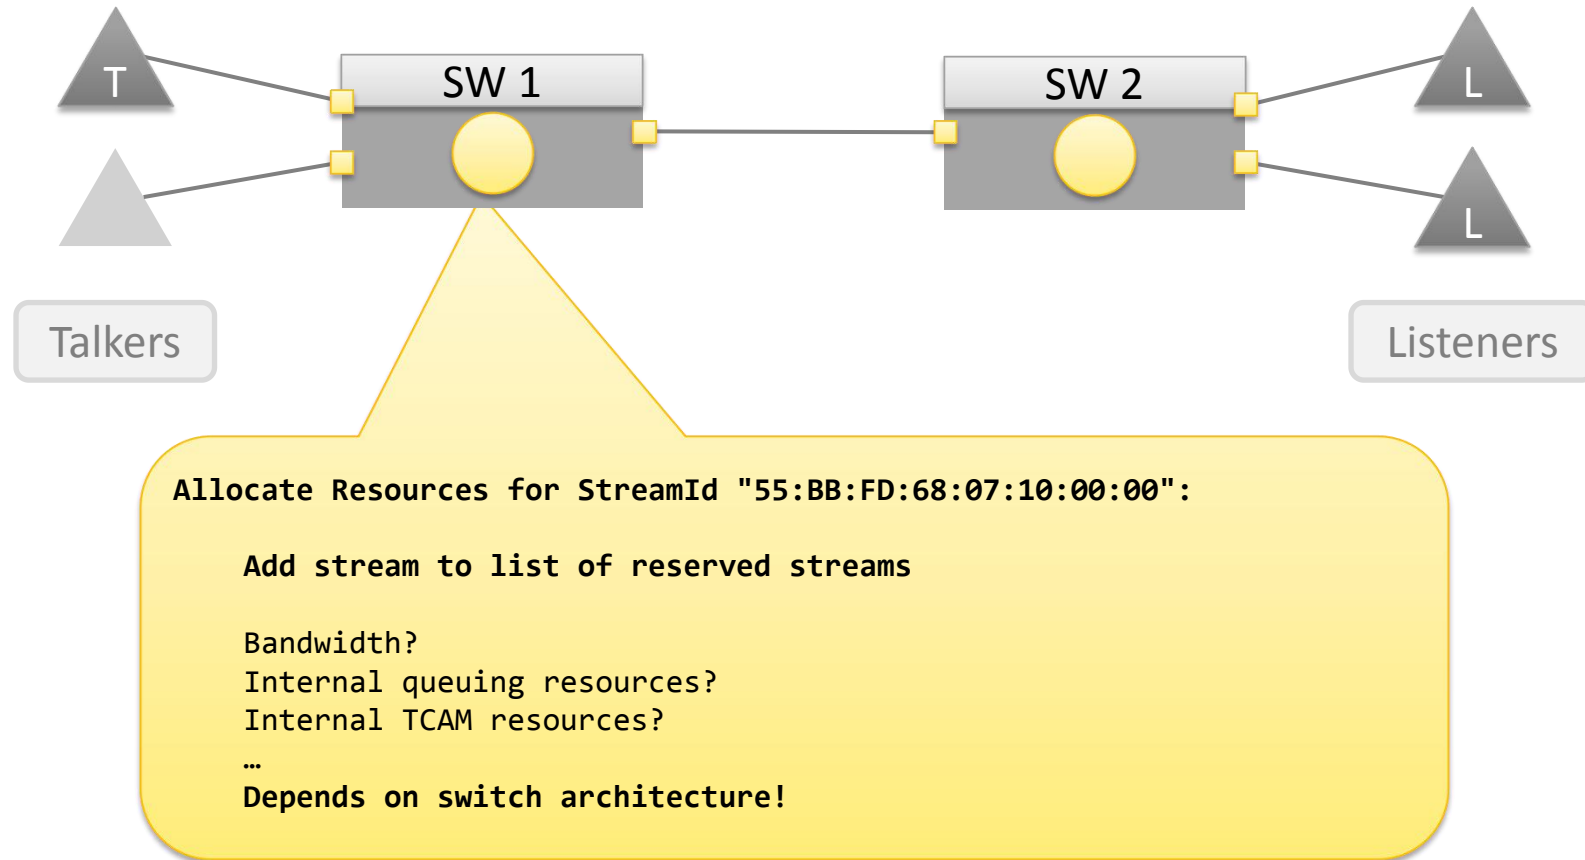 T
SW 1
SW 2
L
L
Talkers
Listeners
Allocate Resources for StreamId "55:BB:FD:68:07:10:00:00":
Add stream to list of reserved streams
Bandwidth?
Internal queuing resources?
Internal TCAM resources?
…
Depends on switch architecture!